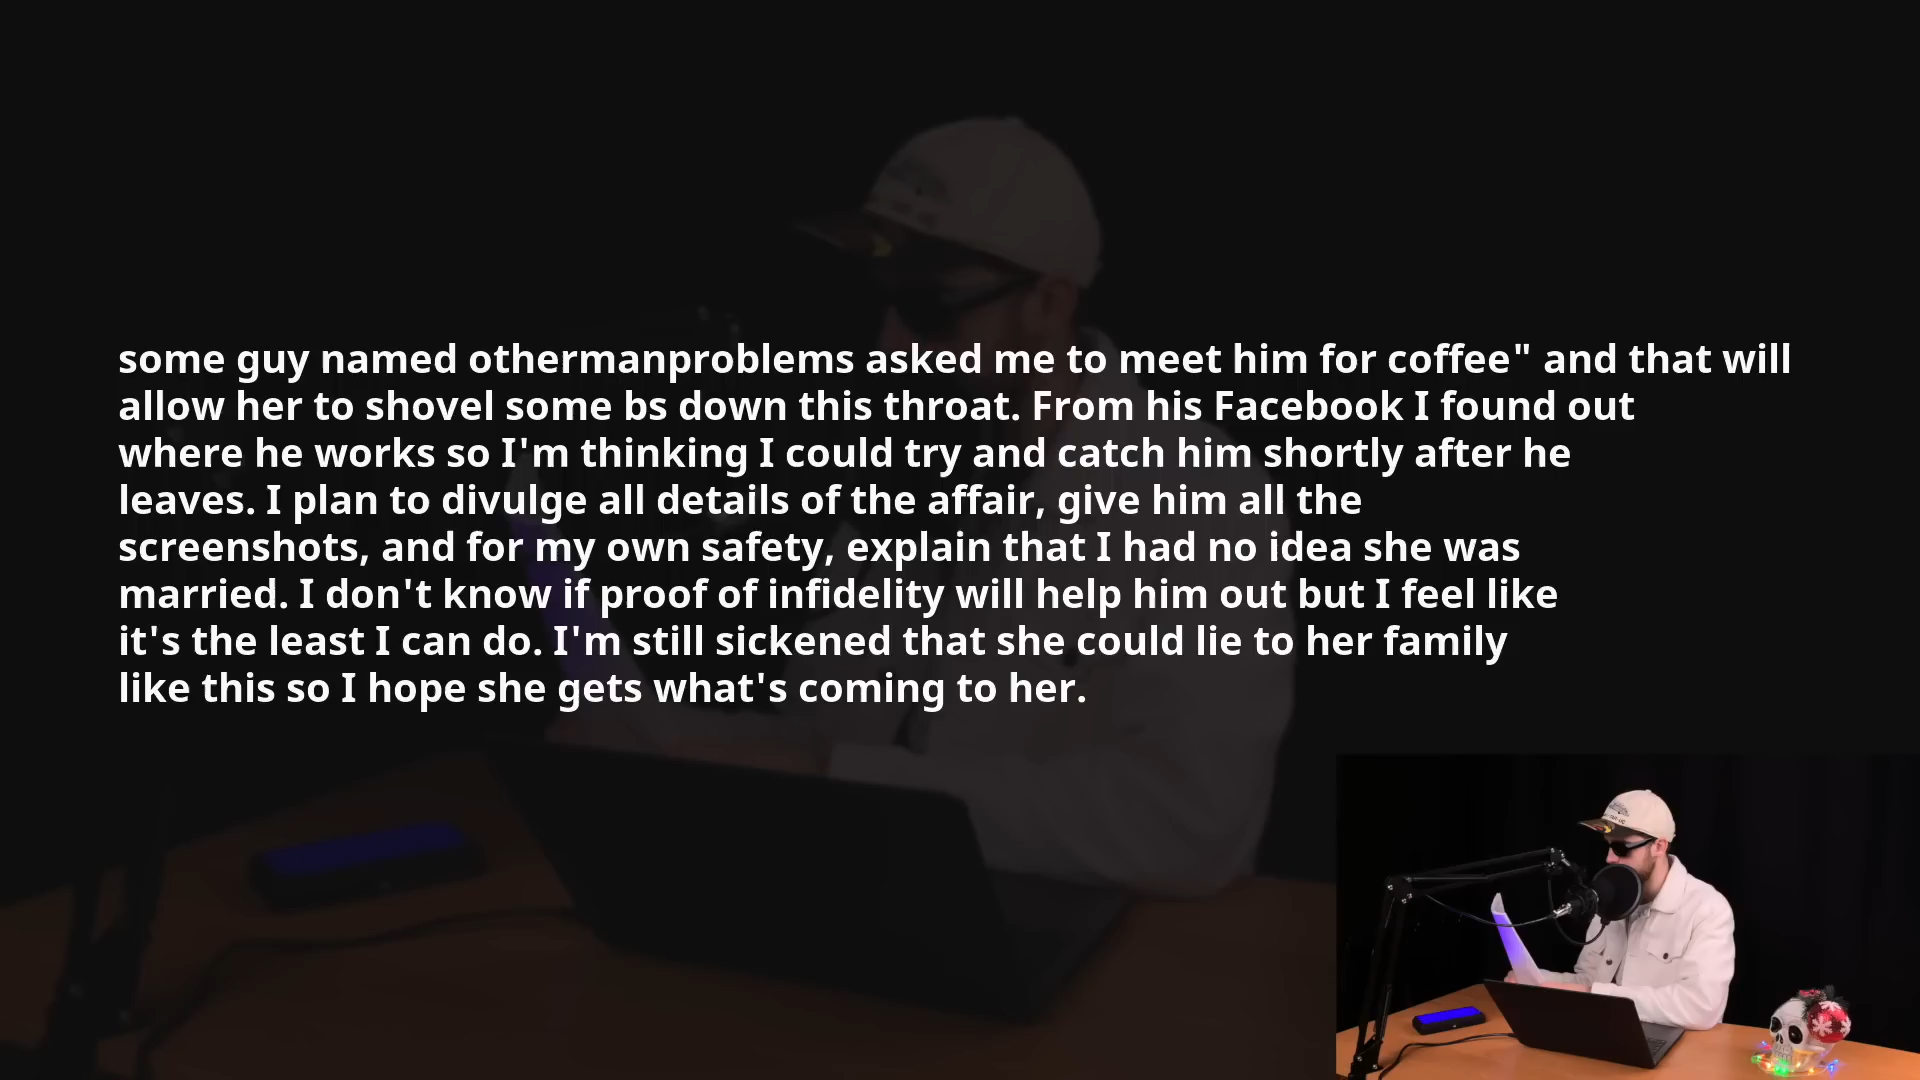 some guy named othermanproblems asked me to meet him for coffee" and that will
allow her to shovel some bs down this throat. From his Facebook I found out
where he works so I'm thinking I could try and catch him shortly after he
leaves. I plan to divulge all details of the affair, give him all the
screenshots, and for my own safety, explain that I had no idea she was
married. I don't know if proof of infidelity will help him out but I feel like
it's the least I can do. I'm still sickened that she could lie to her family
like this so I hope she gets what's coming to her.